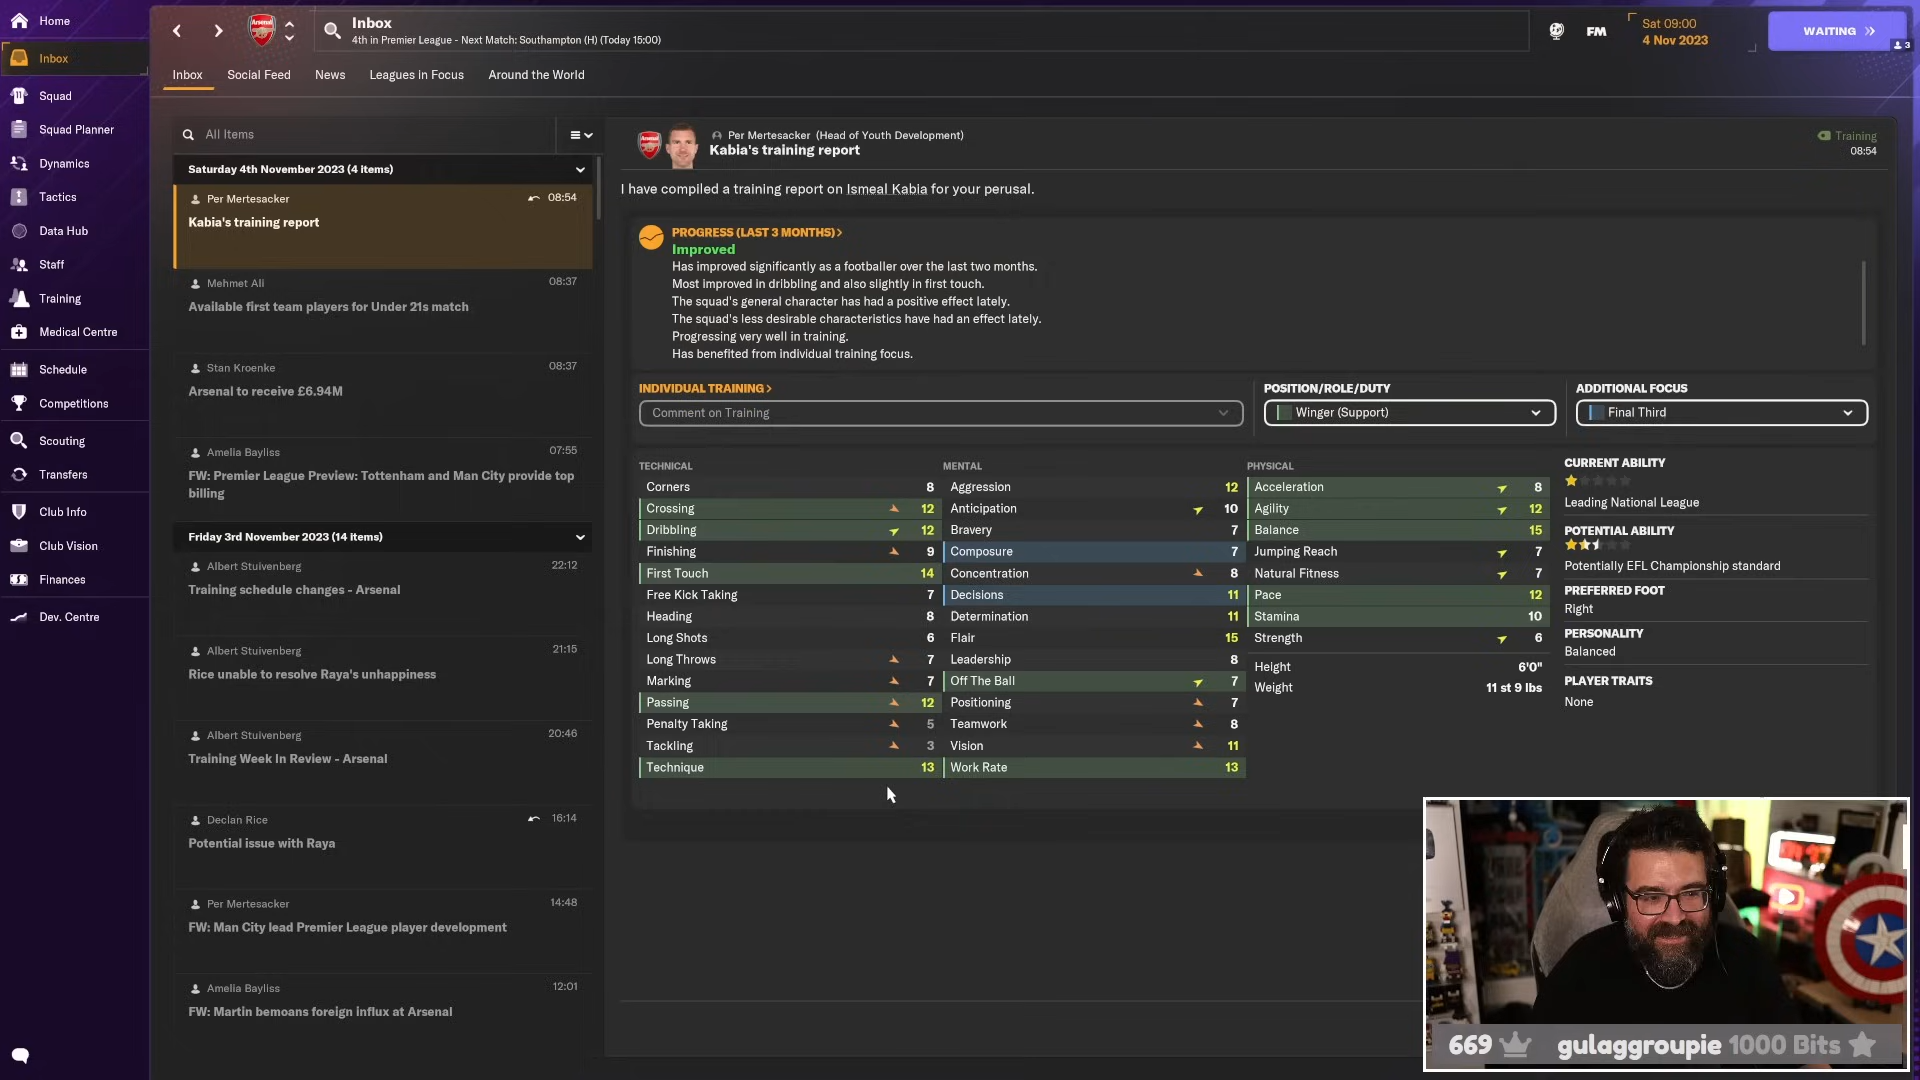 Home
Inbox
Squad
Squad Planner
Dynamics
Tactics
Data Hub
Staff
Training
Medical Centre
Schedule
Competitions
Scouting
Transfers
Club Info
Club Vision
Finances
Dev. Centre
Inbox
4th in Premier League - Next Match: Southampton (H) (Today 15:00)
FM
Sat 09:00
4 Nov 2023
WAITING
3
Inbox Social Feed News Leagues in Focus Around the World
All Items
Saturday 4th November 2023 (4 items)
Per Mertesacker 08:54
Kabia's training report
Mehmet Ali 08:37
Available first team players for Under 21s match
Stan Kroenke 08:37
Arsenal to receive £6.94M
Amelia Bayliss 07:55
FW: Premier League Preview: Tottenham and Man City provide top
billing
Friday 3rd November 2023 (14 items)
Albert Stuivenberg 22:12
Training schedule changes - Arsenal
Albert Stuivenberg 21:15
Rice unable to resolve Raya's unhappiness
Albert Stuivenberg 20:46
Training Week In Review - Arsenal
Declan Rice 16:14
Potential issue with Raya
Per Mertesacker 14:48
FW: Man City lead Premier League player development
Amelia Bayliss 12:01
FW: Martin bemoans foreign influx at Arsenal
Per Mertesacker (Head of Youth Development)
Kabia's training report
Training
08:54
I have compiled a training report on Ismeal Kabia for your perusal.
PROGRESS (LAST 3 MONTHS)>
Improved
Has improved significantly as a footballer over the last two months.
Most improved in dribbling and also slightly in first touch.
The squad's general character has had a positive effect lately.
The squad's less desirable characteristics have had an effect lately.
Progressing very well in training.
Has benefited from individual training focus.
INDIVIDUAL TRAINING> POSITION/ROLE/DUTY ADDITIONAL FOCUS
Comment on Training Winger (Support) Final Third
TECHNICAL
Corners 8
Crossing 12
Dribbling 12
Finishing 9
First Touch 14
Free Kick Taking 7
Heading 8
Long Shots 6
Long Throws 7
Marking 7
Passing 12
Penalty Taking 5
Tackling 3
Technique 13
MENTAL
Aggression 12
Anticipation 10
Bravery 7
Composure 7
Concentration 8
Decisions 11
Determination 11
Flair 15
Leadership 8
Off The Ball 7
Positioning 7
Teamwork 8
Vision 11
Work Rate 13
PHYSICAL
Acceleration 8
Agility 12
Balance 15
Jumping Reach 7
Natural Fitness 7
Pace 12
Stamina 10
Strength 6
Height 6'0"
Weight 11 st 9 lbs
CURRENT ABILITY
Leading National League
POTENTIAL ABILITY
Potentially EFL Championship standard
PREFERRED FOOT
Right
PERSONALITY
Balanced
PLAYER TRAITS
None
669 gulaggroupie 1000 Bits